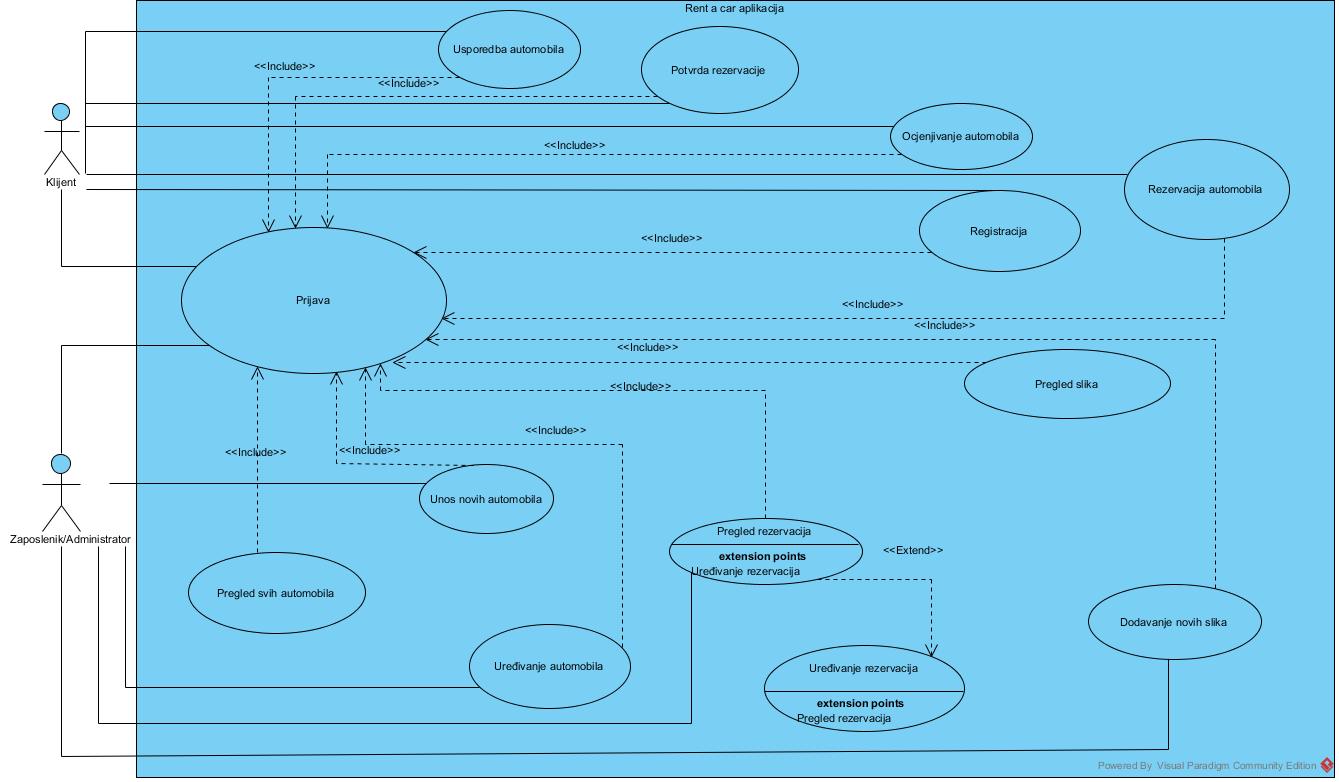 Rent a car aplikacija
Usporedba automobila
<<Include>>
Potvrda rezervacije
<<Include>>
Ocjenjivanje automobila
<<Include>>
Klijent
Rezervacija automobila
Registracija
<<Include>>
Prijava
<<Include>>
<<Include>>
<<Include>>
Pregled slika
<<Include>>
<<Include>>
<<Include>>
<<Include>>
Unos novih automobila
Zaposlenik/Administrator
Pregled rezervacija
extension points
Uređivanje rezervacija
<<Extend>>
Pregled svih automobila
Dodavanje novih slika
Uređivanje automobila
Uređivanje rezervacija
extension points
Pregled rezervacija
Powered By Visual Paradigm Community Edition